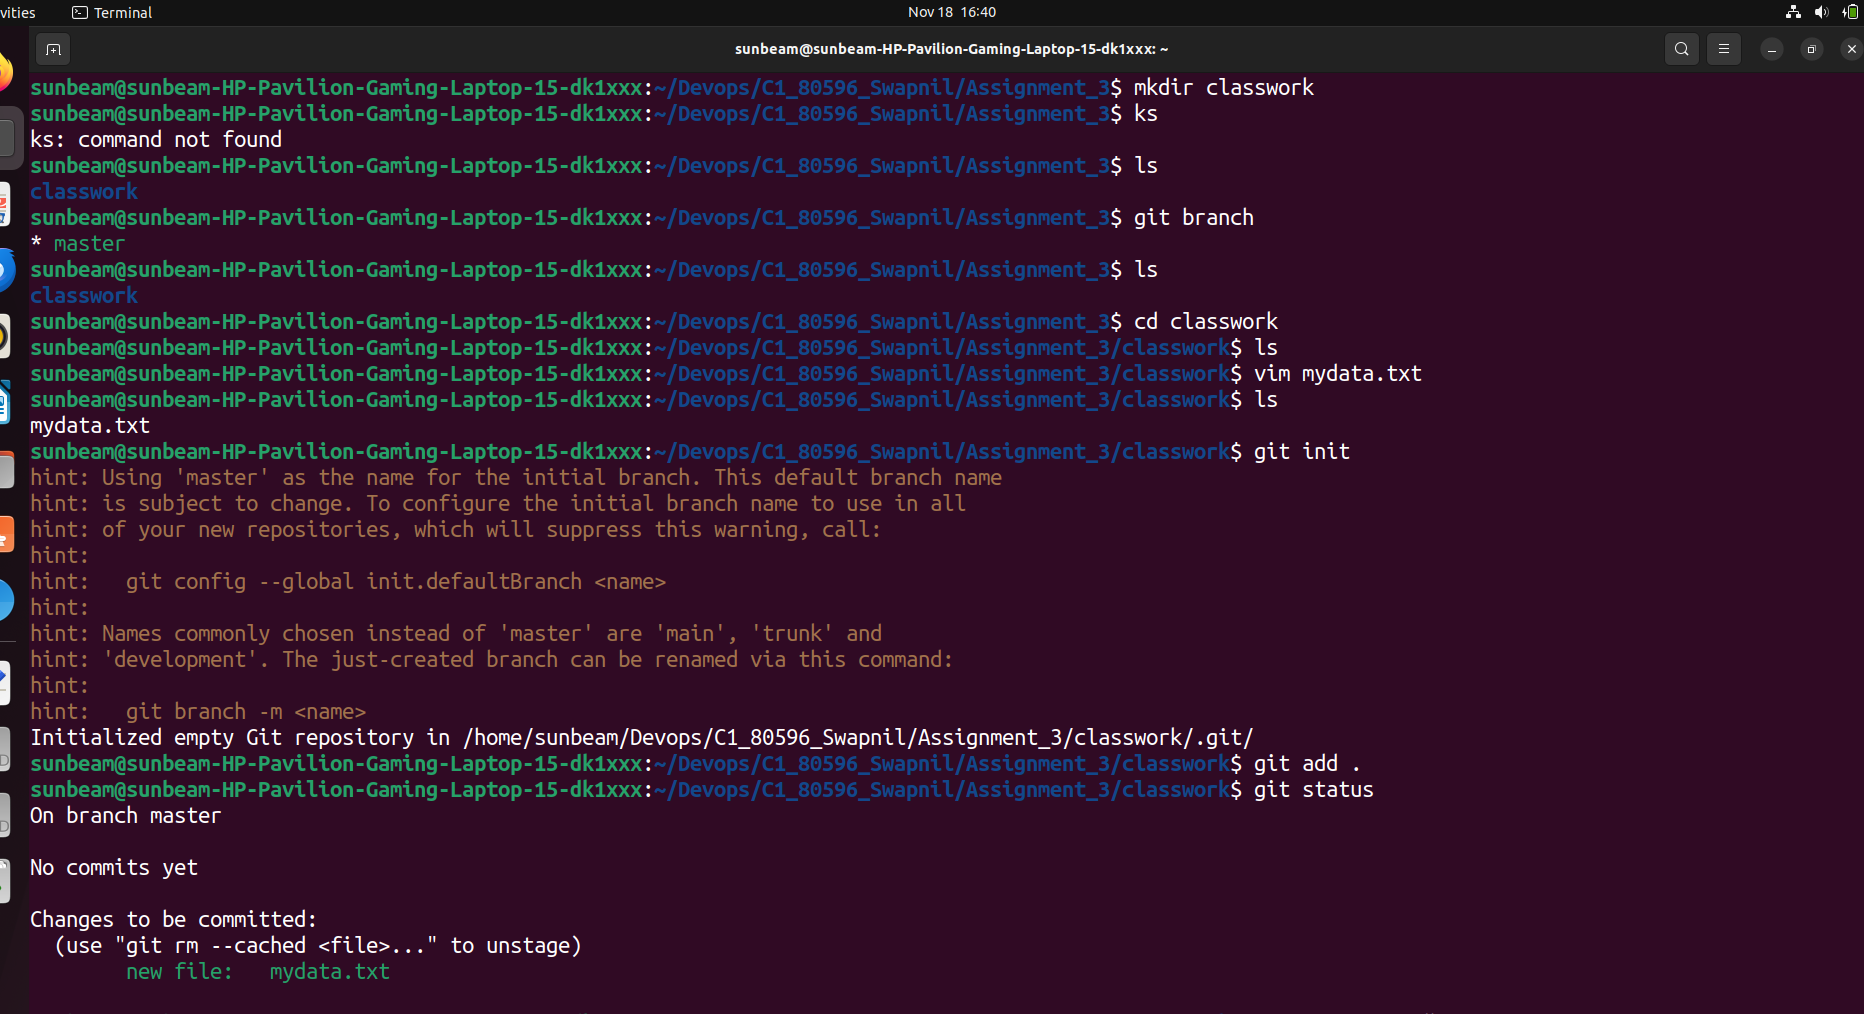 vities Terminal Nov 18 16:40
sunbeam@sunbeam-HP-Pavilion-Gaming-Laptop-15-dk1xxx: ~
sunbeam@sunbeam-HP-Pavilion-Gaming-Laptop-15-dk1xxx:~/Devops/C1_80596_Swapnil/Assignment_3$ mkdir classwork
sunbeam@sunbeam-HP-Pavilion-Gaming-Laptop-15-dk1xxx:~/Devops/C1_80596_Swapnil/Assignment_3$ ks
ks: command not found
sunbeam@sunbeam-HP-Pavilion-Gaming-Laptop-15-dk1xxx:~/Devops/C1_80596_Swapnil/Assignment_3$ ls
classwork
sunbeam@sunbeam-HP-Pavilion-Gaming-Laptop-15-dk1xxx:~/Devops/C1_80596_Swapnil/Assignment_3$ git branch
* master
sunbeam@sunbeam-HP-Pavilion-Gaming-Laptop-15-dk1xxx:~/Devops/C1_80596_Swapnil/Assignment_3$ ls
classwork
sunbeam@sunbeam-HP-Pavilion-Gaming-Laptop-15-dk1xxx:~/Devops/C1_80596_Swapnil/Assignment_3$ cd classwork
sunbeam@sunbeam-HP-Pavilion-Gaming-Laptop-15-dk1xxx:~/Devops/C1_80596_Swapnil/Assignment_3/classwork$ ls
sunbeam@sunbeam-HP-Pavilion-Gaming-Laptop-15-dk1xxx:~/Devops/C1_80596_Swapnil/Assignment_3/classwork$ vim mydata.txt
sunbeam@sunbeam-HP-Pavilion-Gaming-Laptop-15-dk1xxx:~/Devops/C1_80596_Swapnil/Assignment_3/classwork$ ls
mydata.txt
sunbeam@sunbeam-HP-Pavilion-Gaming-Laptop-15-dk1xxx:~/Devops/C1_80596_Swapnil/Assignment_3/classwork$ git init
hint: Using 'master' as the name for the initial branch. This default branch name
hint: is subject to change. To configure the initial branch name to use in all
hint: of your new repositories, which will suppress this warning, call:
hint:
hint:   git config --global init.defaultBranch <name>
hint:
hint: Names commonly chosen instead of 'master' are 'main', 'trunk' and
hint: 'development'. The just-created branch can be renamed via this command:
hint:
hint:   git branch -m <name>
Initialized empty Git repository in /home/sunbeam/Devops/C1_80596_Swapnil/Assignment_3/classwork/.git/
sunbeam@sunbeam-HP-Pavilion-Gaming-Laptop-15-dk1xxx:~/Devops/C1_80596_Swapnil/Assignment_3/classwork$ git add .
sunbeam@sunbeam-HP-Pavilion-Gaming-Laptop-15-dk1xxx:~/Devops/C1_80596_Swapnil/Assignment_3/classwork$ git status
On branch master
No commits yet
Changes to be committed:
  (use "git rm --cached <file>..." to unstage)
        new file:   mydata.txt